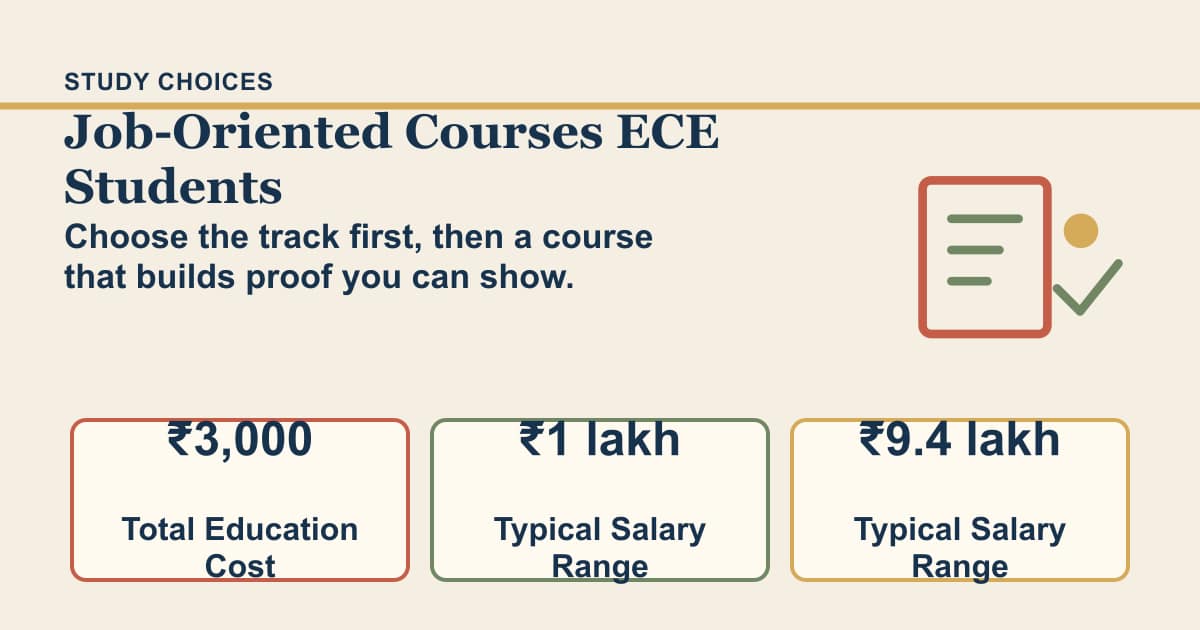 STUDY CHOICES
Job-Oriented Courses ECE
Students
Choose the track first, then a course
that builds proof you can show.
₹3,000
Total Education
Cost
₹1 lakh
Typical Salary
Range
₹9.4 lakh
Typical Salary
Range